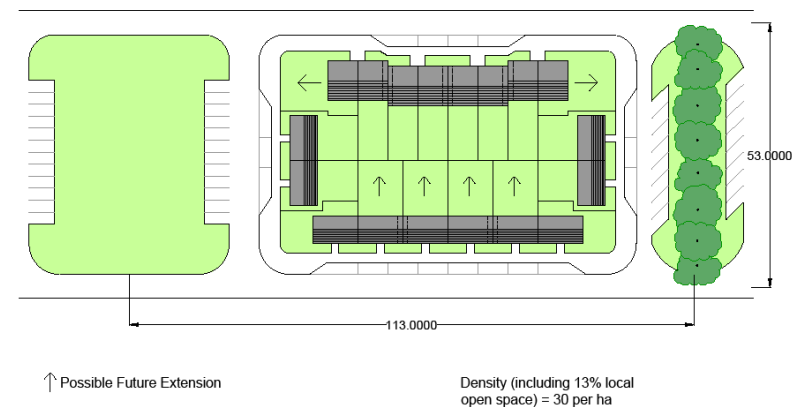 53.0000
113.0000
Possible Future Extension
Density (including 13% local
open space) = 30 per ha